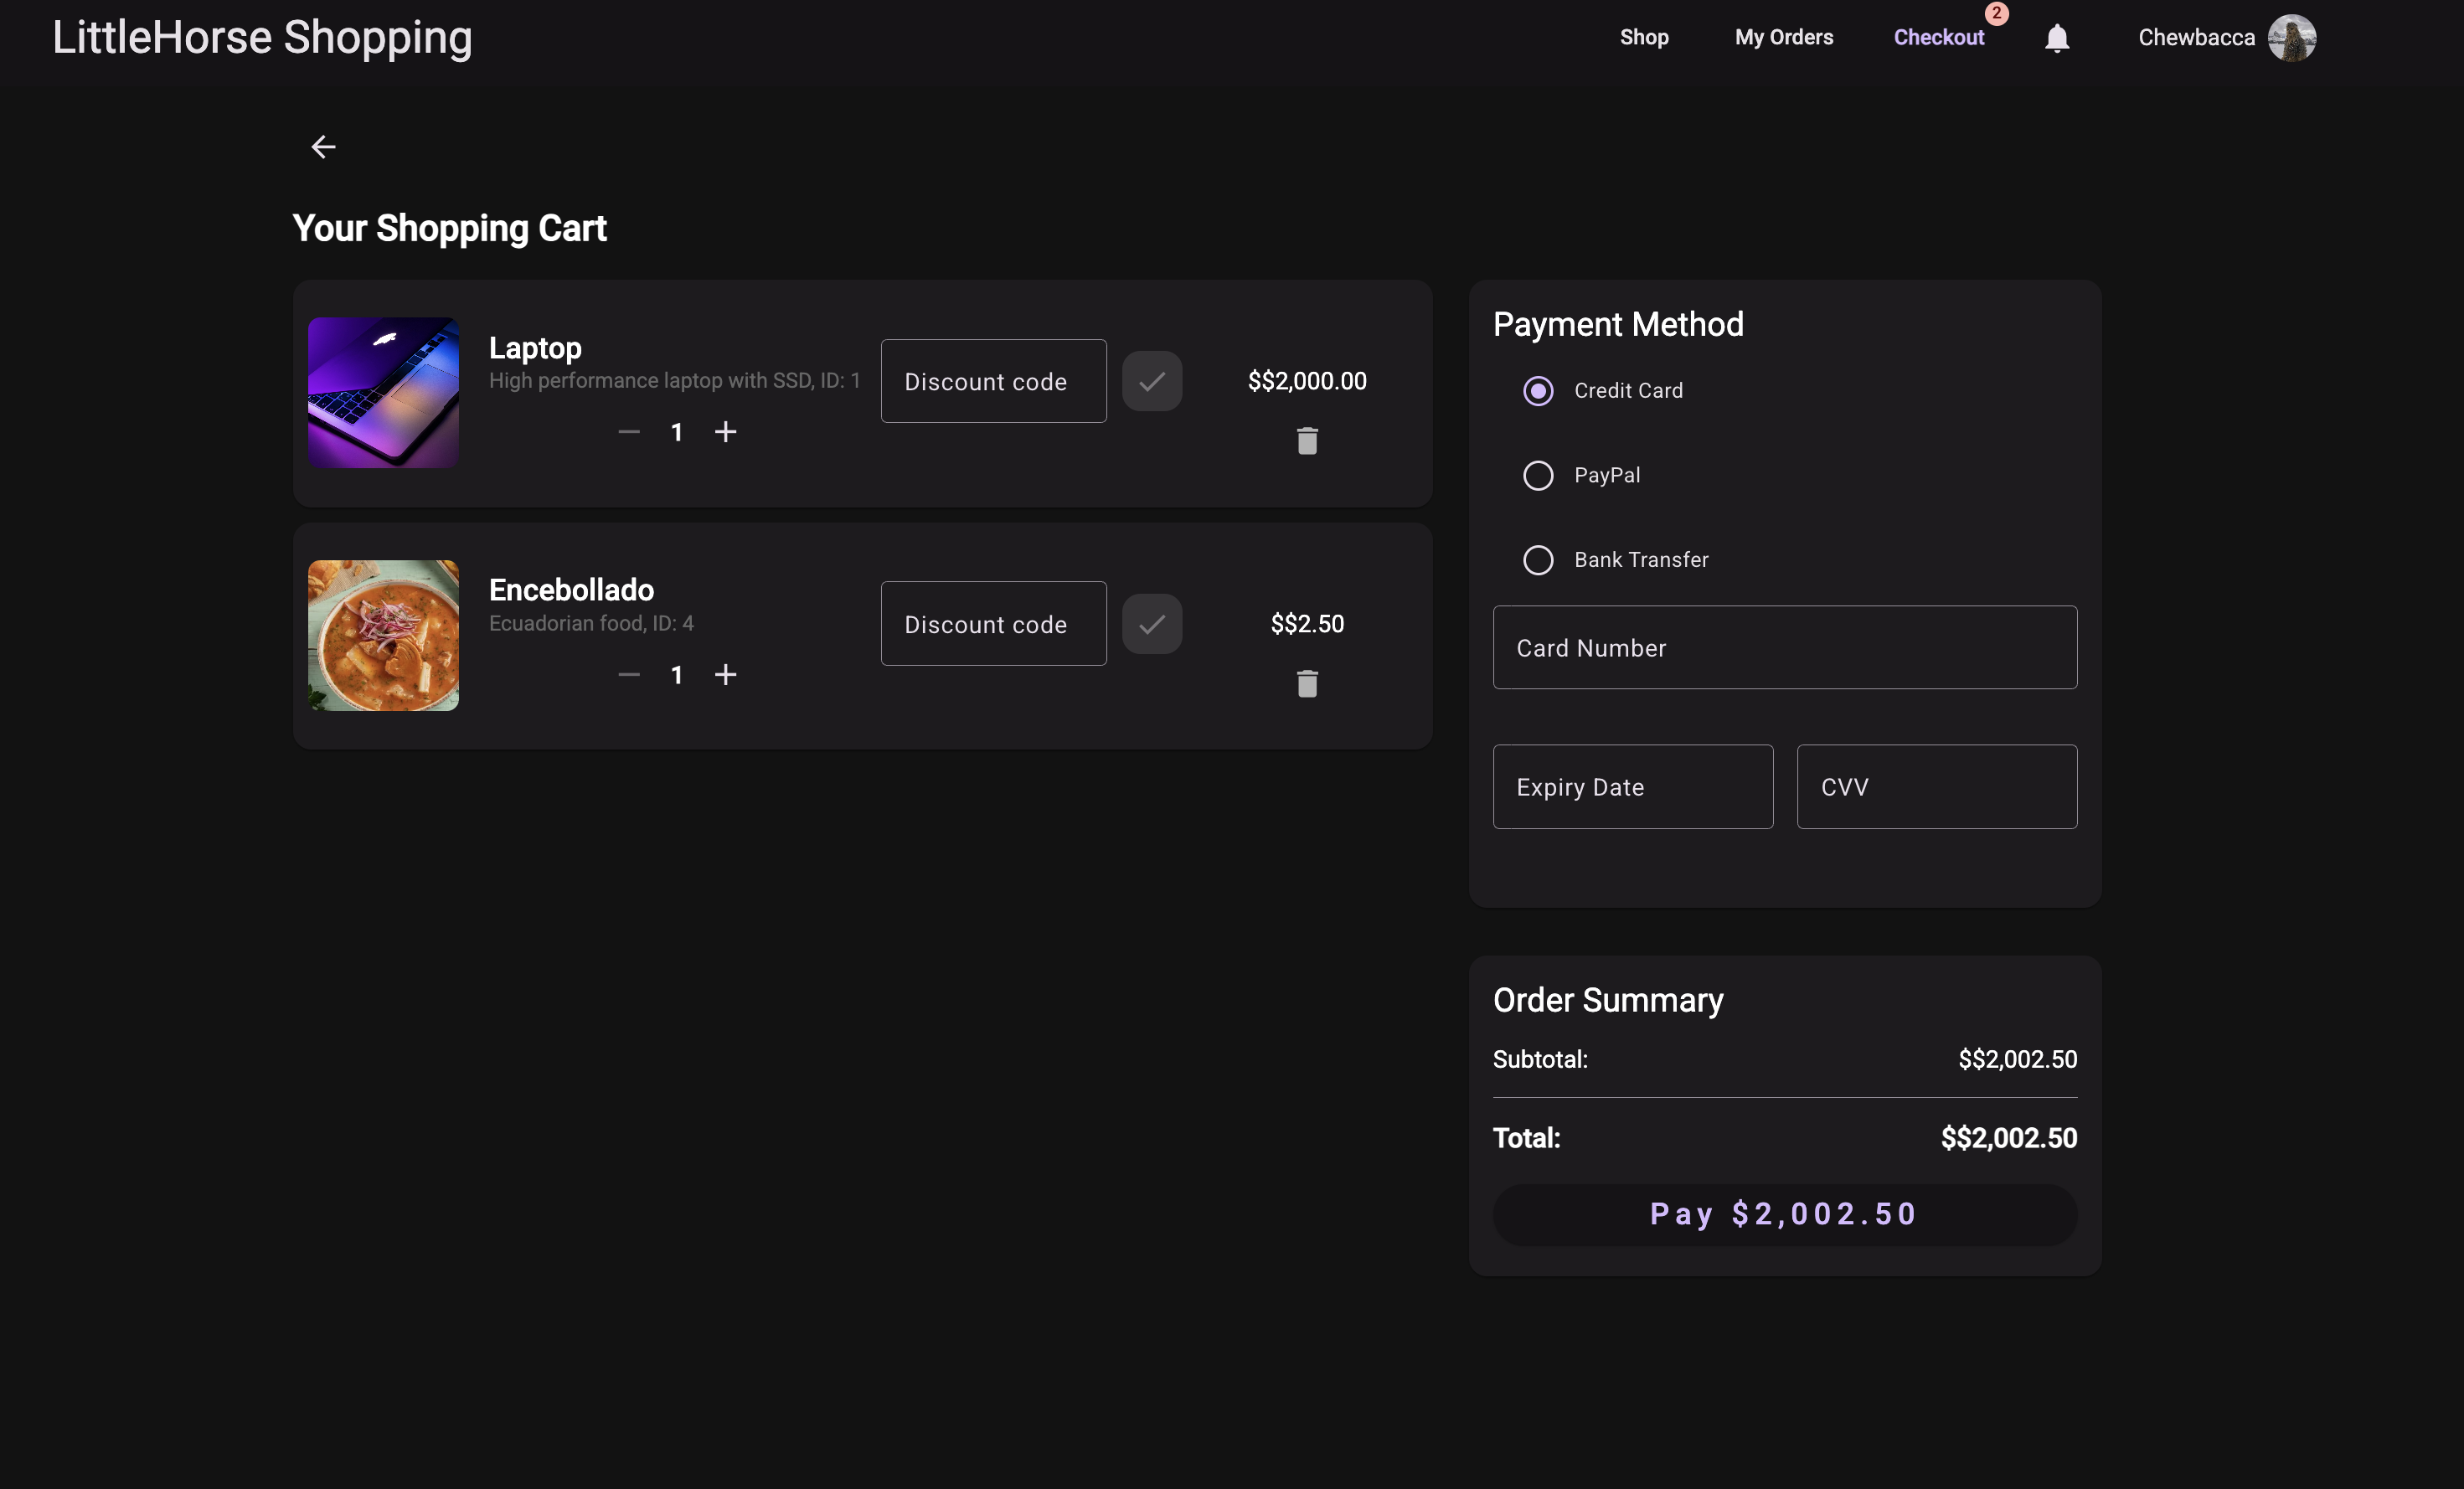 LittleHorse Shopping
Shop
My Orders
Checkout
2
Chewbacca
Your Shopping Cart
Laptop
High performance laptop with SSD, ID: 1
1
Discount code
$$2,000.00
Encebollado
Ecuadorian food, ID: 4
1
Discount code
$$2.50
Payment Method
Credit Card
PayPal
Bank Transfer
Card Number
Expiry Date
CVV
Order Summary
Subtotal: $$2,002.50
Total: $$2,002.50
Pay $2,002.50